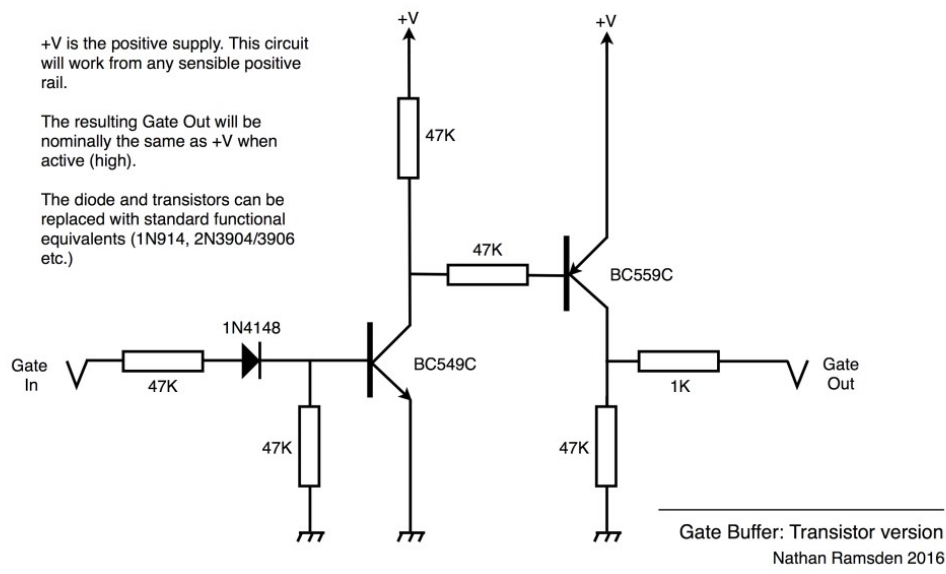 +V is the positive supply. This circuit
will work from any sensible positive
rail.
The resulting Gate Out will be
nominally the same as +V when
active (high).
The diode and transistors can be
replaced with standard functional
equivalents (1N914, 2N3904/3906
etc.)
+V
+V
47K
47K
BC559C
1N4148
Gate
In
47K
BC549C
47K
1K
Gate
Out
47K
Gate Buffer: Transistor version
Nathan Ramsden 2016